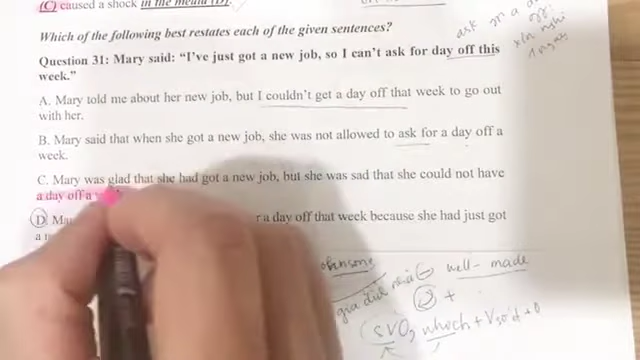 (C) caused a shock in the media (D).
Which of the following best restates each of the given sentences?
ask for a
Question 31: Mary said: “I’ve just got a new job, so I can’t ask for day off this
week.”
xin nghỉ
1 ngày
A. Mary told me about her new job, but I couldn’t get a day off that week to go out
with her.
B. Mary said that when she got a new job, she was not allowed to ask for a day off a
week.
C. Mary was glad that she had got a new job, but she was sad that she could not have
a day off a
D. Mar r a day off that week because she had just got
a n
well - made
+
(SVO, which + V